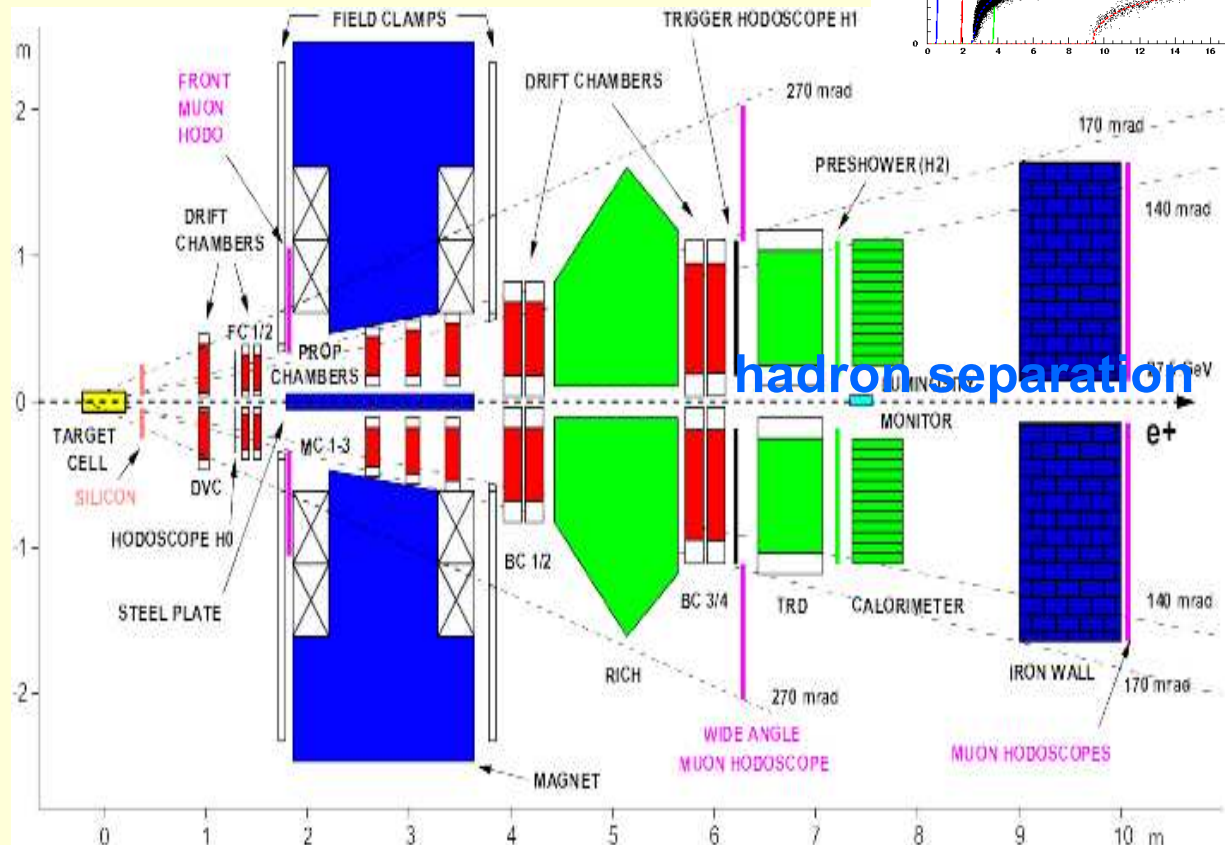 FIELD CLAMPS
TRIGGER HODOSCOPE H1
0 2 4 6 8 10 12 14 16
0
m
2
1
0
-1
-2
FRONT
MUON
HODO
DRIFT CHAMBERS
270 mrad
170 mrad
PRESHOWER (H2)
140 mrad
DRIFT
CHAMBERS
FC 1/2
PROP
CHAMBERS
hadron separation
LUMINOSITY
MONITOR
e+
TARGET
CELL
SILICON
DVC
MC 1-3
HODOSCOPE H0
STEEL PLATE
BC 1/2
BC 3/4
TRD
CALORIMETER
140 mrad
RICH
IRON WALL
170 mrad
270 mrad
WIDE ANGLE
MUON HODOSCOPE
MUON HODOSCOPES
MAGNET
0 1 2 3 4 5 6 7 8 9 10 m